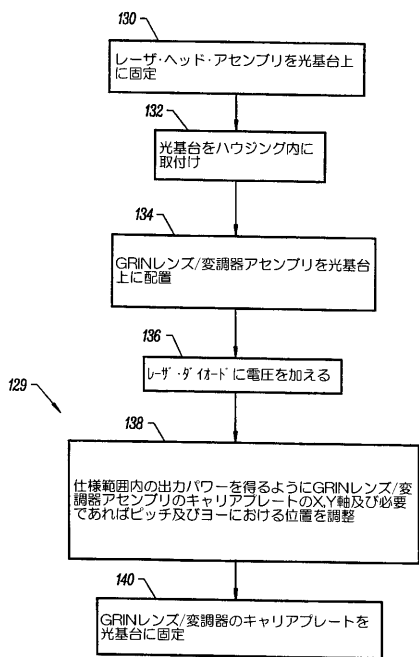 130
レーザ・ヘッド・アセンブリを光基台上
に固定
132
光基台をハウジング内に
取付け
134
GRINレンズ/変調器アセンブリを光基台
上に配置
136
ﾚｰｻﾞ・ﾀﾞｲｵｰﾄﾞに電圧を加える
129
138
仕様範囲内の出力パワーを得るようにGRINレンズ/変
調器アセンブリのキャリアプレートのX,Y軸及び必要
であればピッチ及びヨーにおける位置を調整
140
GRINレンズ/変調器のキャリアプレートを
光基台に固定